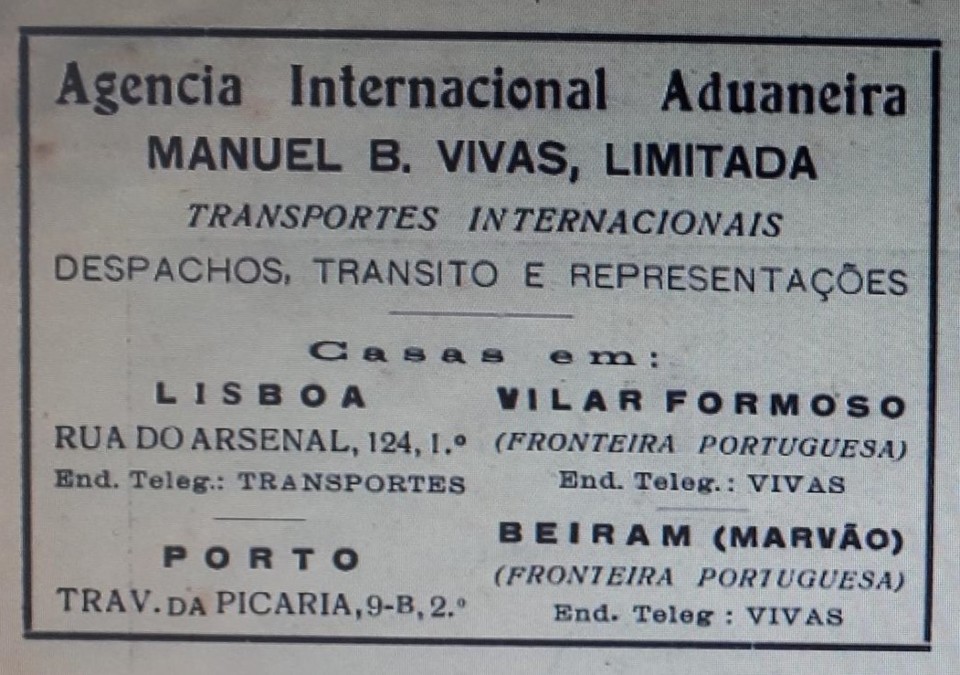 Agencia Internacional Aduaneira
MANUEL B. VIVAS, LIMITADA
TRANSPORTES INTERNACIONAIS
DESPACHOS, TRANSITO E REPRESENTAÇÕES
Casas em:
LISBOA
RUA DO ARSENAL, 124, 1.º
End. Teleg.: TRANSPORTES
PORTO
TRAV. DA PICARIA, 9-B, 2.º
VILAR FORMOSO
(FRONTEIRA PORTUGUESA)
End. Teleg.: VIVAS
BEIRAM (MARVÃO)
(FRONTEIRA PORTUGUESA)
End. Teleg : VIVAS